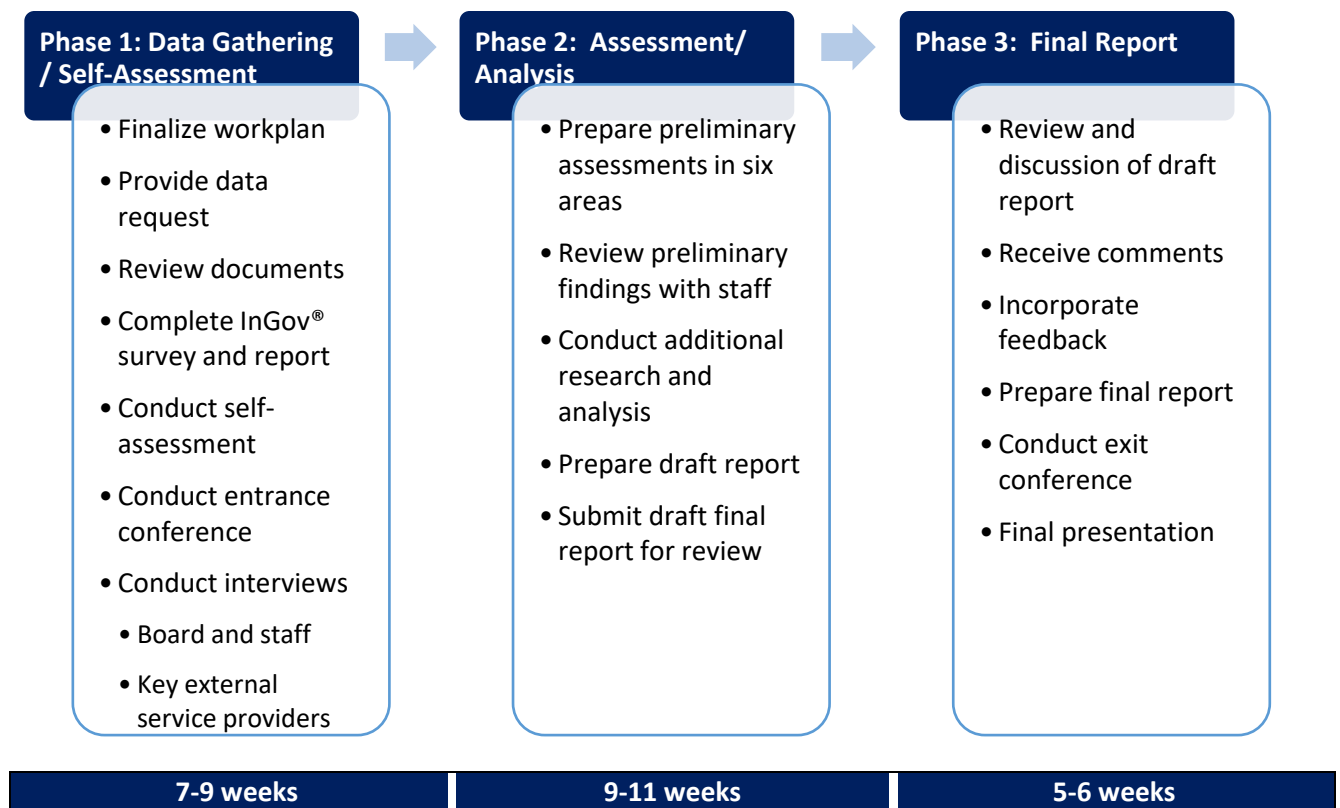 Phase 1: Data Gathering
/ Self-Assessment
• Finalize workplan
• Provide data
request
• Review documents
• Complete InGov®
survey and report
• Conduct self-
assessment
• Conduct entrance
conference
• Conduct interviews
• Board and staff
• Key external
service providers
7-9 weeks
Phase 2:  Assessment/
Analysis
• Prepare preliminary
assessments in six
areas
• Review preliminary
findings with staff
• Conduct additional
research and
analysis
• Prepare draft report
• Submit draft final
report for review
9-11 weeks
Phase 3:  Final Report
• Review and
discussion of draft
report
• Receive comments
• Incorporate
feedback
• Prepare final report
• Conduct exit
conference
• Final presentation
5-6 weeks